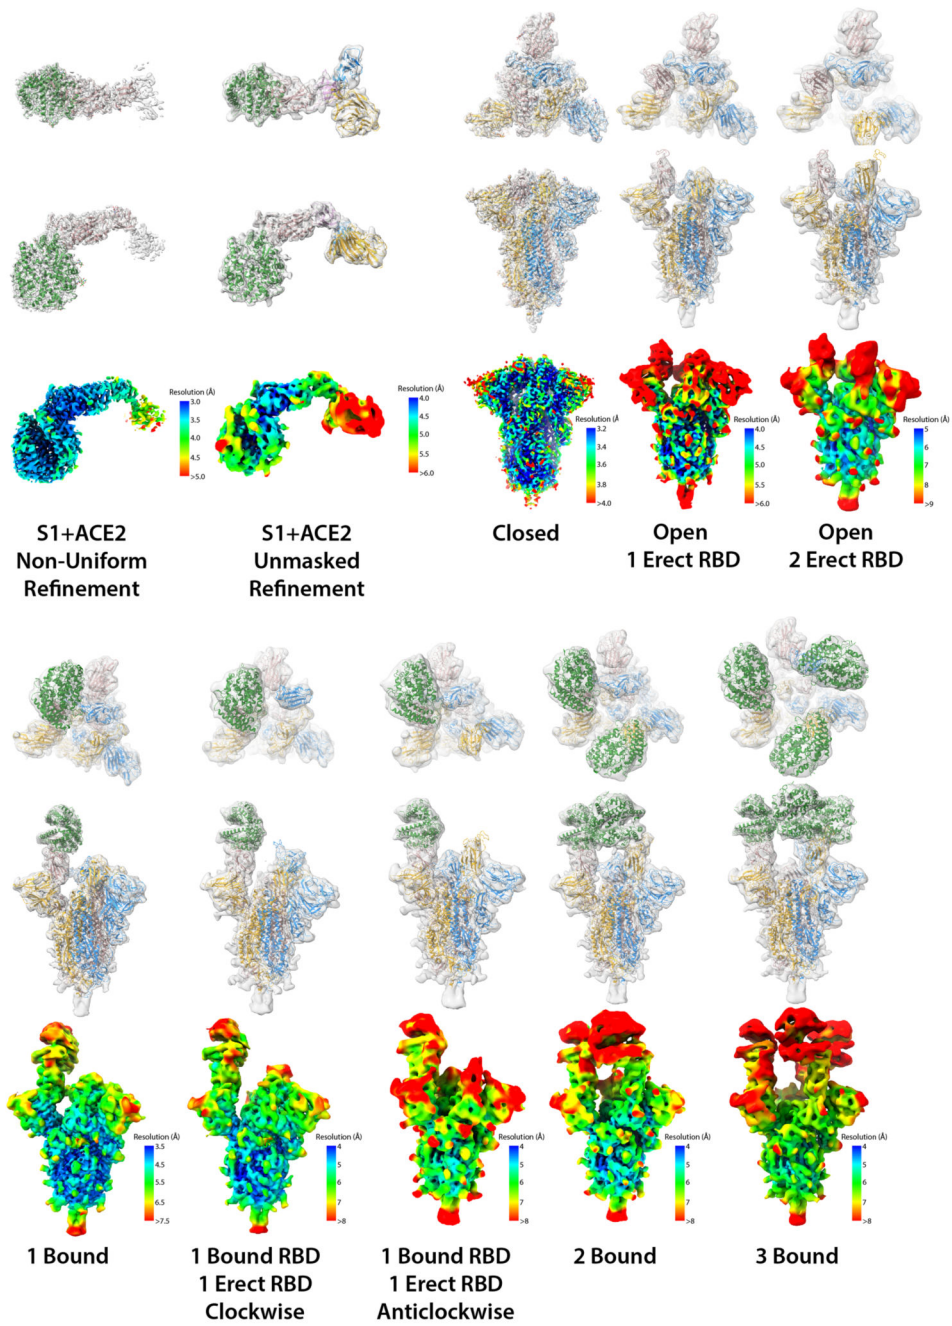 Resolution (Å)
3.0
3.5
4.0
4.5
>5.0
Resolution (Å)
4.0
4.5
5.0
5.5
>6.0
Resolution (Å)
3.2
3.4
3.6
3.8
>4.0
Resolution (Å)
4.0
4.5
5.0
5.5
>6.0
Resolution (Å)
5
6
7
8
>9
S1+ACE2
Non-Uniform
Refinement
S1+ACE2
Unmasked
Refinement
Closed
Open
1 Erect RBD
Open
2 Erect RBD
Resolution (Å)
3.5
4.5
5.5
6.5
>7.5
Resolution (Å)
4
5
6
7
>8
Resolution (Å)
4
5
6
7
>8
Resolution (Å)
4
5
6
7
>8
Resolution (Å)
4
5
6
7
>8
1 Bound
1 Bound RBD
1 Erect RBD
Clockwise
1 Bound RBD
1 Erect RBD
Anticlockwise
2 Bound
3 Bound